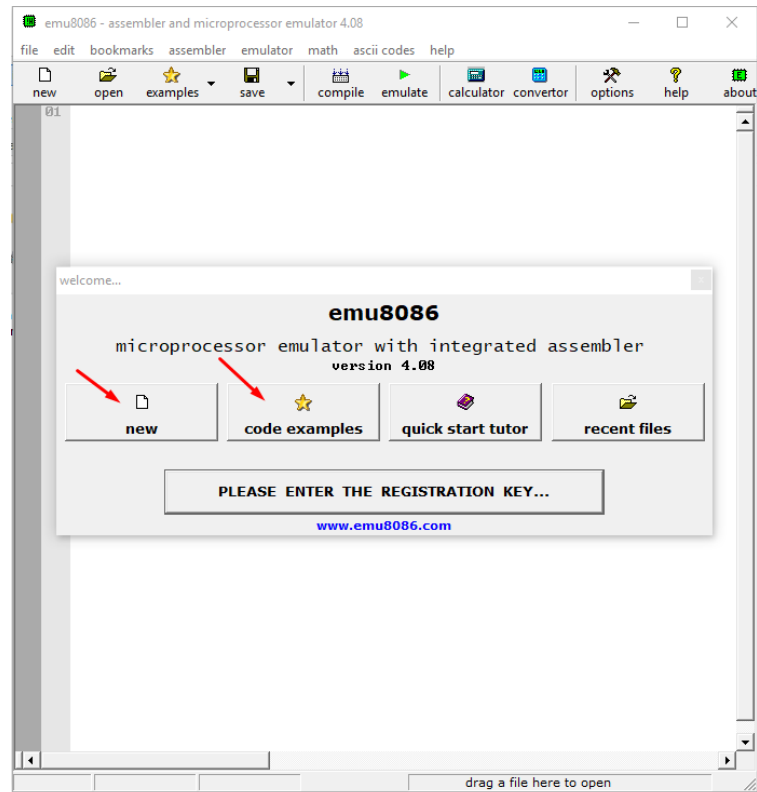 emu8086 - assembler and microprocessor emulator 4.08
file edit bookmarks assembler emulator math ascii codes help
new open examples save compile emulate calculator convertor options help about
01
welcome...
emu8086
microprocessor emulator with integrated assembler
version 4.08
new code examples quick start tutor recent files
PLEASE ENTER THE REGISTRATION KEY...
www.emu8086.com
drag a file here to open